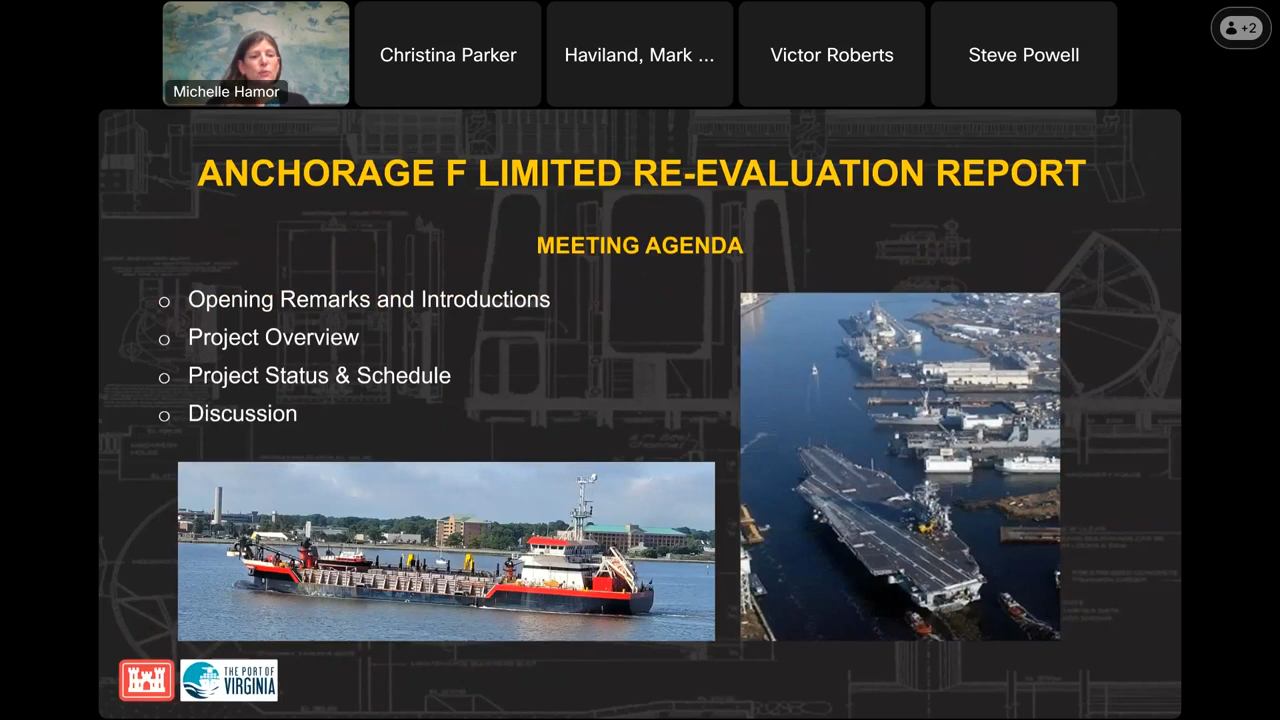 Michelle Hamor
Christina Parker
Haviland, Mark ...
Victor Roberts
Steve Powell
+2
ANCHORAGE F LIMITED RE-EVALUATION REPORT
MEETING AGENDA
o Opening Remarks and Introductions
o Project Overview
o Project Status & Schedule
o Discussion
THE PORT OF
VIRGINIA